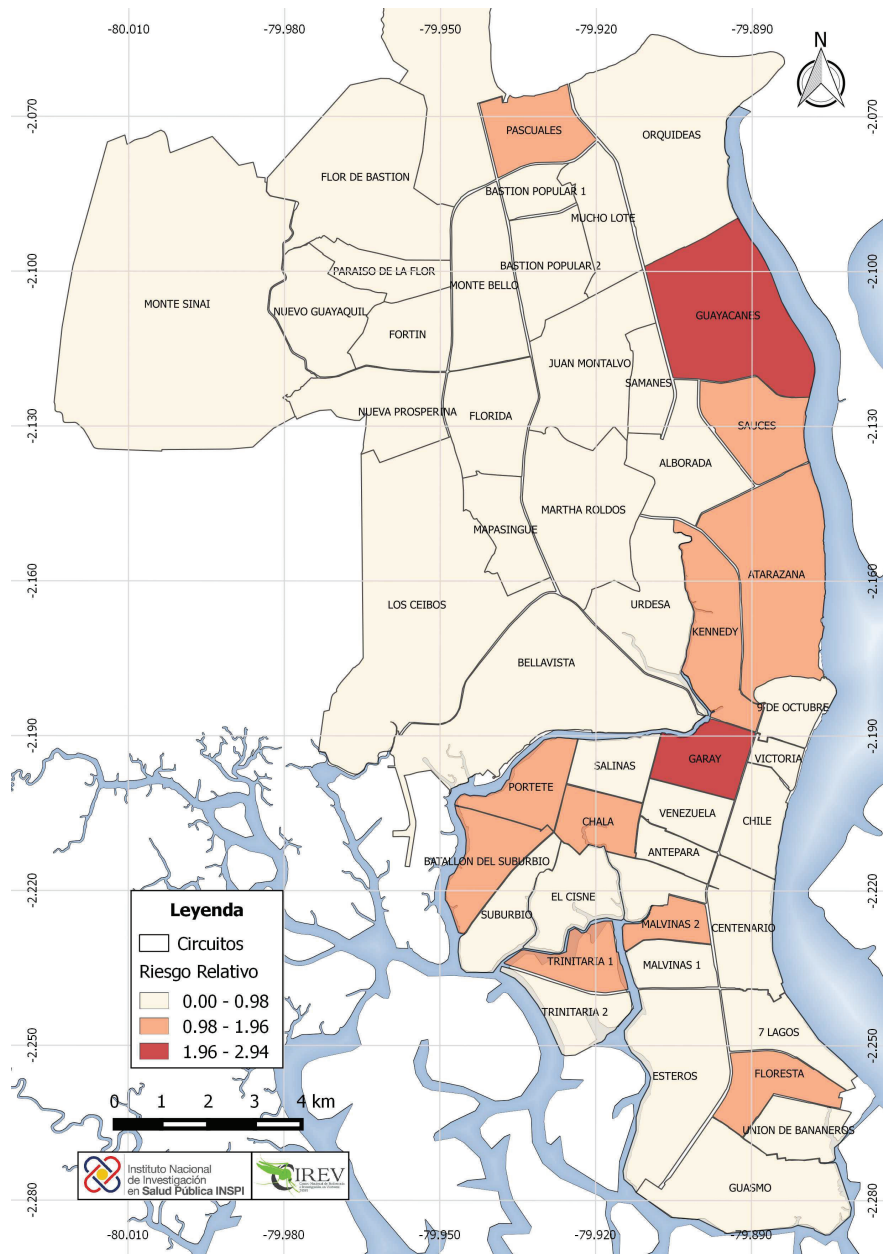 -80.010
-79.980
-79.950
-79.920
-79.890
N
-2.070
-2.070
PASCUALES
ORQUIDEAS
FLOR DE BASTION
BASTION POPULAR 1
MUCHO LOTE
-2.100
-2.100
PARAISO DE LA FLOR
BASTION POPULAR 2
MONTE BELLO
MONTE SINAI
NUEVO GUAYAQUIL
GUAYACANES
FORTIN
JUAN MONTALVO
SAMANES
-2.130
-2.130
NUEVA PROSPERINA
FLORIDA
SAUCES
ALBORADA
MARTHA ROLDOS
MAPASINGUE
-2.160
-2.160
ATARAZANA
LOS CEIBOS
URDESA
KENNEDY
BELLAVISTA
9 DE OCTUBRE
-2.190
-2.190
SALINAS
GARAY
VICTORIA
PORTETE
CHALA
VENEZUELA
CHILE
ANTEPARA
BATALLON DEL SUBURBIO
-2.220
-2.220
EL CISNE
SUBURBIO
MALVINAS 2
CENTENARIO
TRINITARIA 1
MALVINAS 1
TRINITARIA 2
7 LAGOS
-2.250
-2.250
ESTEROS
FLORESTA
UNION DE BANANEROS
GUASMO
-2.280
-2.280
Leyenda
Circuitos
Riesgo Relativo
0.00 - 0.98
0.98 - 1.96
1.96 - 2.94
0 1 2 3 4 km
Instituto Nacional
de Investigación
en Salud Pública INSPI
CIREV
-80.010
-79.980
-79.950
-79.920
-79.890